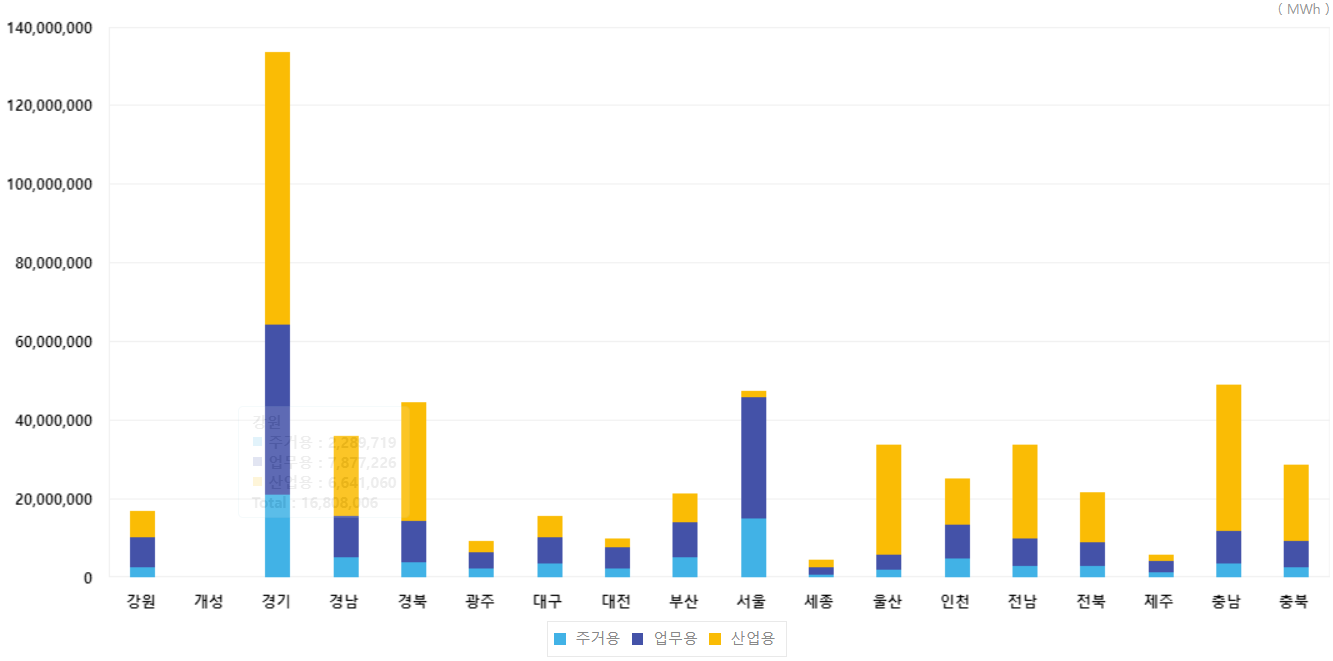 ( MWh )
140,000,000
120,000,000
100,000,000
80,000,000
60,000,000
40,000,000
20,000,000
0
강원
주거용 : 2,289,719
업무용 : 7,877,226
산업용 : 6,641,060
Total : 16,808,006
강원 개성 경기 경남 경북 광주 대구 대전 부산 서울 세종 울산 인천 전남 전북 제주 충남 충북
주거용 업무용 산업용